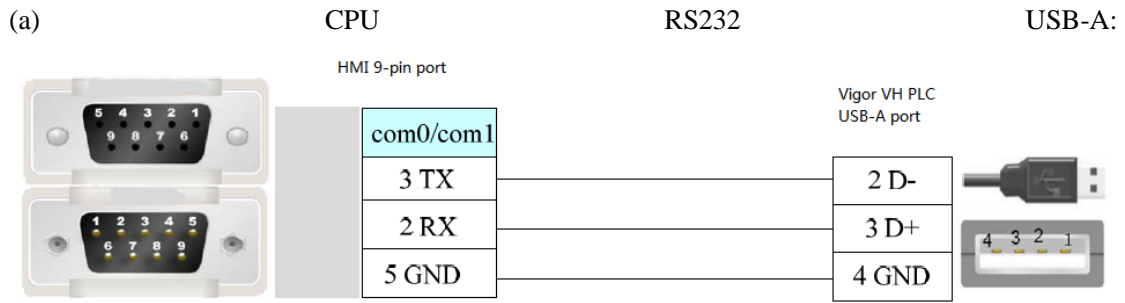 (a) CPU RS232 USB-A:
HMI 9-pin port
Vigor VH PLC
USB-A port
5 4 3 2 1
9 8 7 6
com0/com1
3 TX
2 RX
5 GND
2 D-
3 D+
4 GND
1 2 3 4 5
6 7 8 9
4 3 2 1